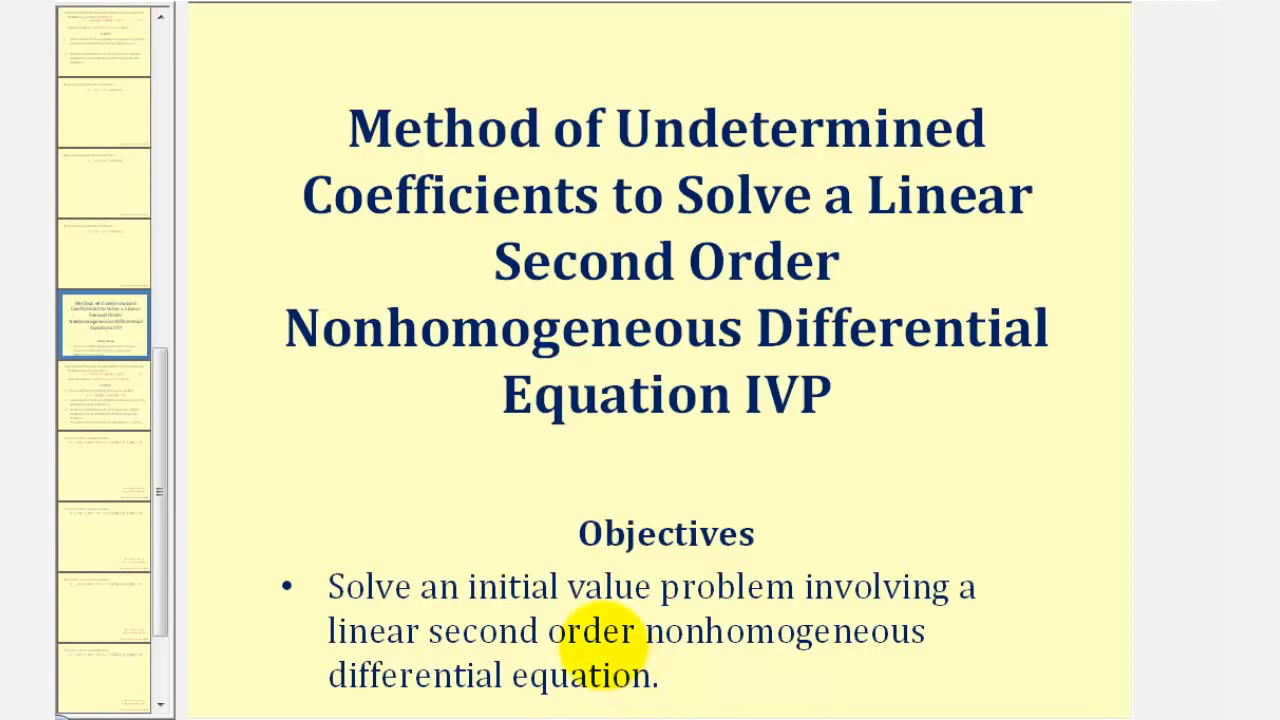 Method of Undetermined
Coefficients to Solve a Linear
Second Order
Nonhomogeneous Differential
Equation IVP
Objectives
• Solve an initial value problem involving a
linear second order nonhomogeneous
differential equation.